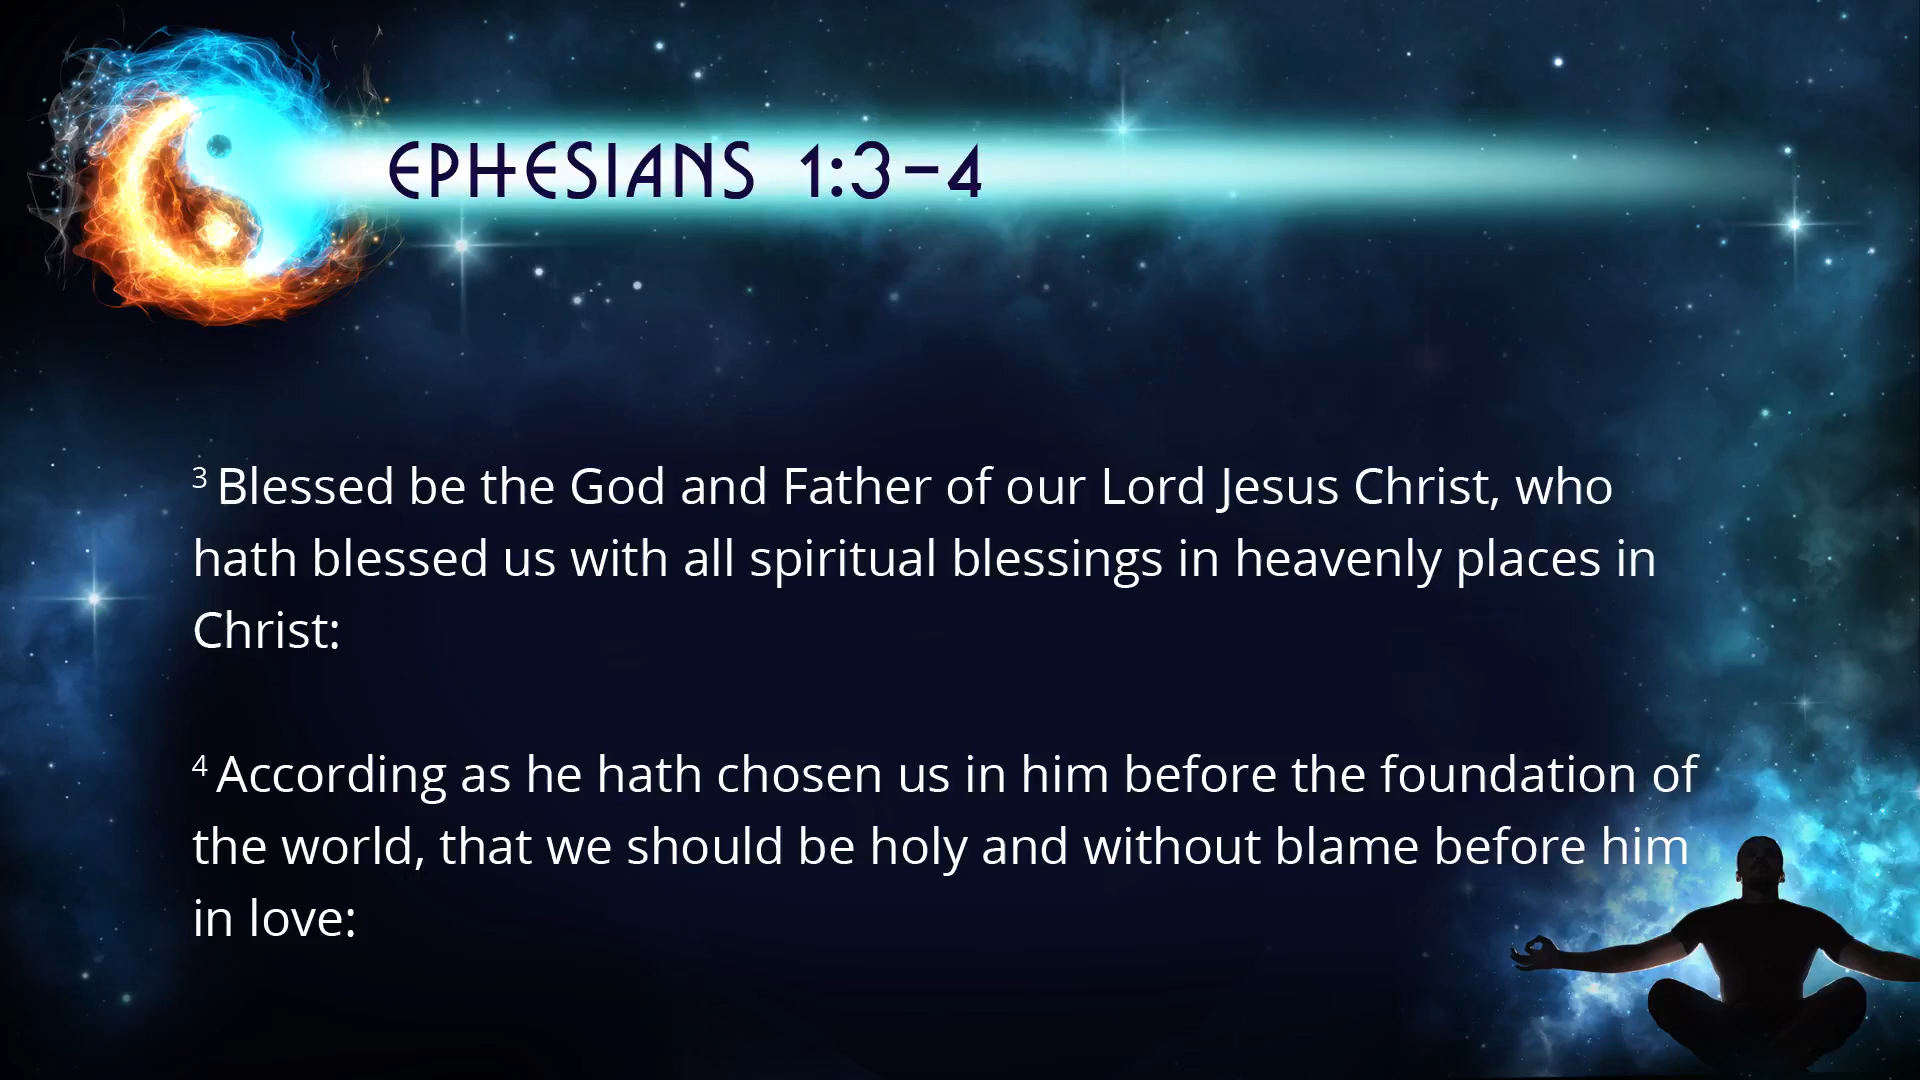 EPHESIANS 1:3–4
3 Blessed be the God and Father of our Lord Jesus Christ, who
hath blessed us with all spiritual blessings in heavenly places in
Christ:
4 According as he hath chosen us in him before the foundation of
the world, that we should be holy and without blame before him
in love: